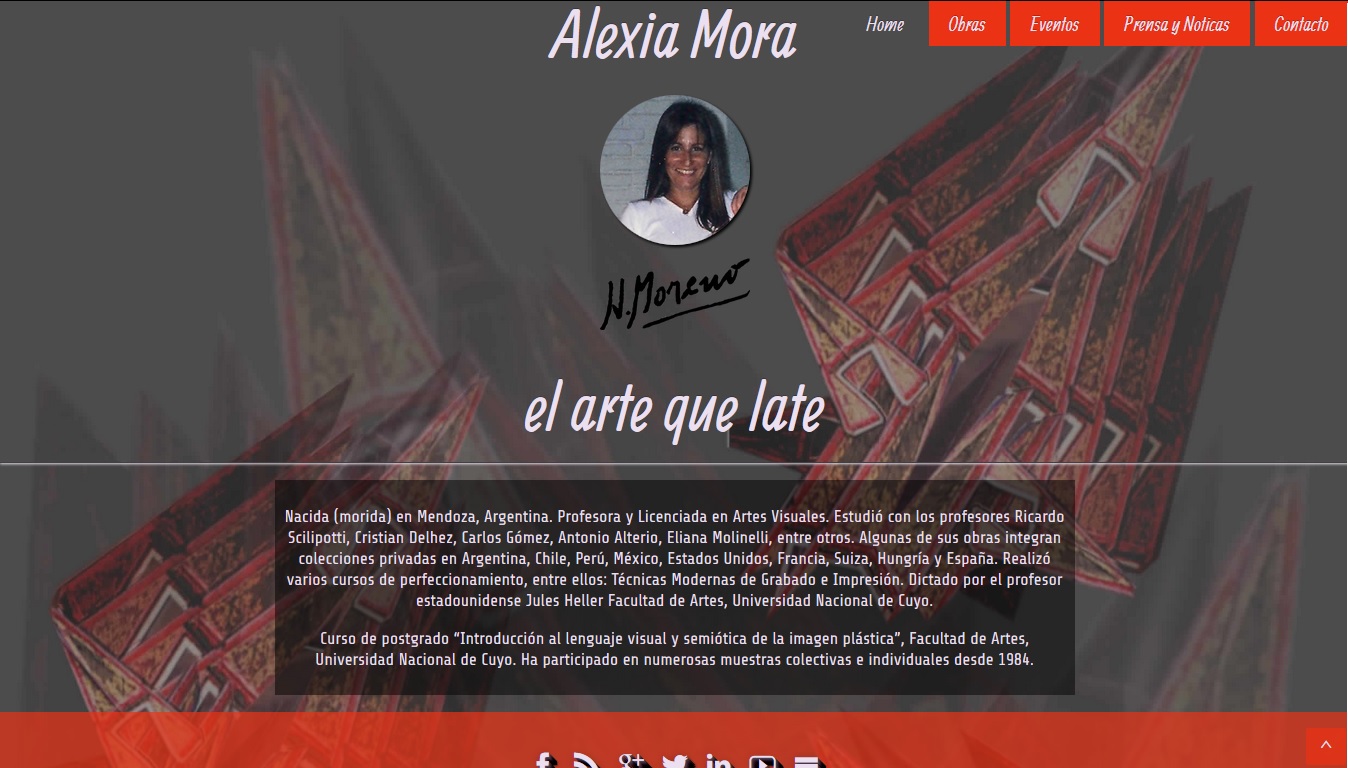 Alexia Mora
Home
Obras
Eventos
Prensa y Noticas
Contacto
H. Moreno
el arte que late
Nacida (morida) en Mendoza, Argentina. Profesora y Licenciada en Artes Visuales. Estudió con los profesores Ricardo
Scilipotti, Cristian Delhez, Carlos Gómez, Antonio Alterio, Eliana Molinelli, entre otros. Algunas de sus obras integran
colecciones privadas en Argentina, Chile, Perú, México, Estados Unidos, Francia, Suiza, Hungría y España. Realizó
varios cursos de perfeccionamiento, entre ellos: Técnicas Modernas de Grabado e Impresión. Dictado por el profesor
estadounidense Jules Heller Facultad de Artes, Universidad Nacional de Cuyo.
Curso de postgrado “Introducción al lenguaje visual y semiótica de la imagen plástica”, Facultad de Artes,
Universidad Nacional de Cuyo. Ha participado en numerosas muestras colectivas e individuales desde 1984.